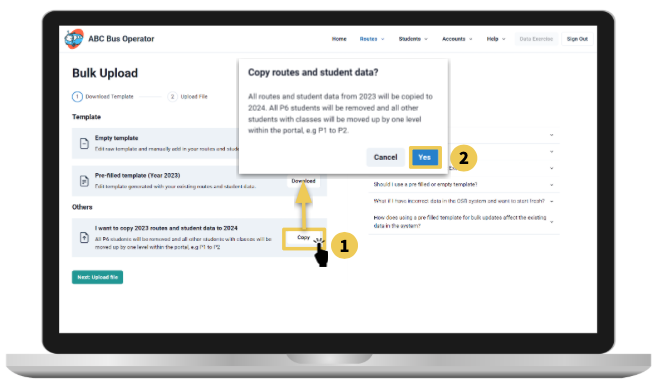 ABC Bus Operator
Home Routes Students Accounts Help Data Exercise Sign Out
Bulk Upload
1 Download Template 2 Upload File
Template
Empty template
Edit raw template and manually add in your routes and stude
Pre-filled template (Year 2023)
Edit template generated with your existing routes and student data.
Download
Others
I want to copy 2023 routes and student data to 2024
All P6 students will be removed and all other students with classes will be
moved up by one level within the portal, e.g P1 to P2
Copy
1
Next: Upload file
Copy routes and student data?
All routes and student data from 2023 will be copied to
2024. All P6 students will be removed and all other
students with classes will be moved up by one level
within the portal, e.g P1 to P2.
Cancel Yes
2
Should I use a pre filled or empty template?
What if I have incorrect data in the OSB system and want to start fresh?
How does using a pre filled template for bulk updates affect the existing
data in the system?